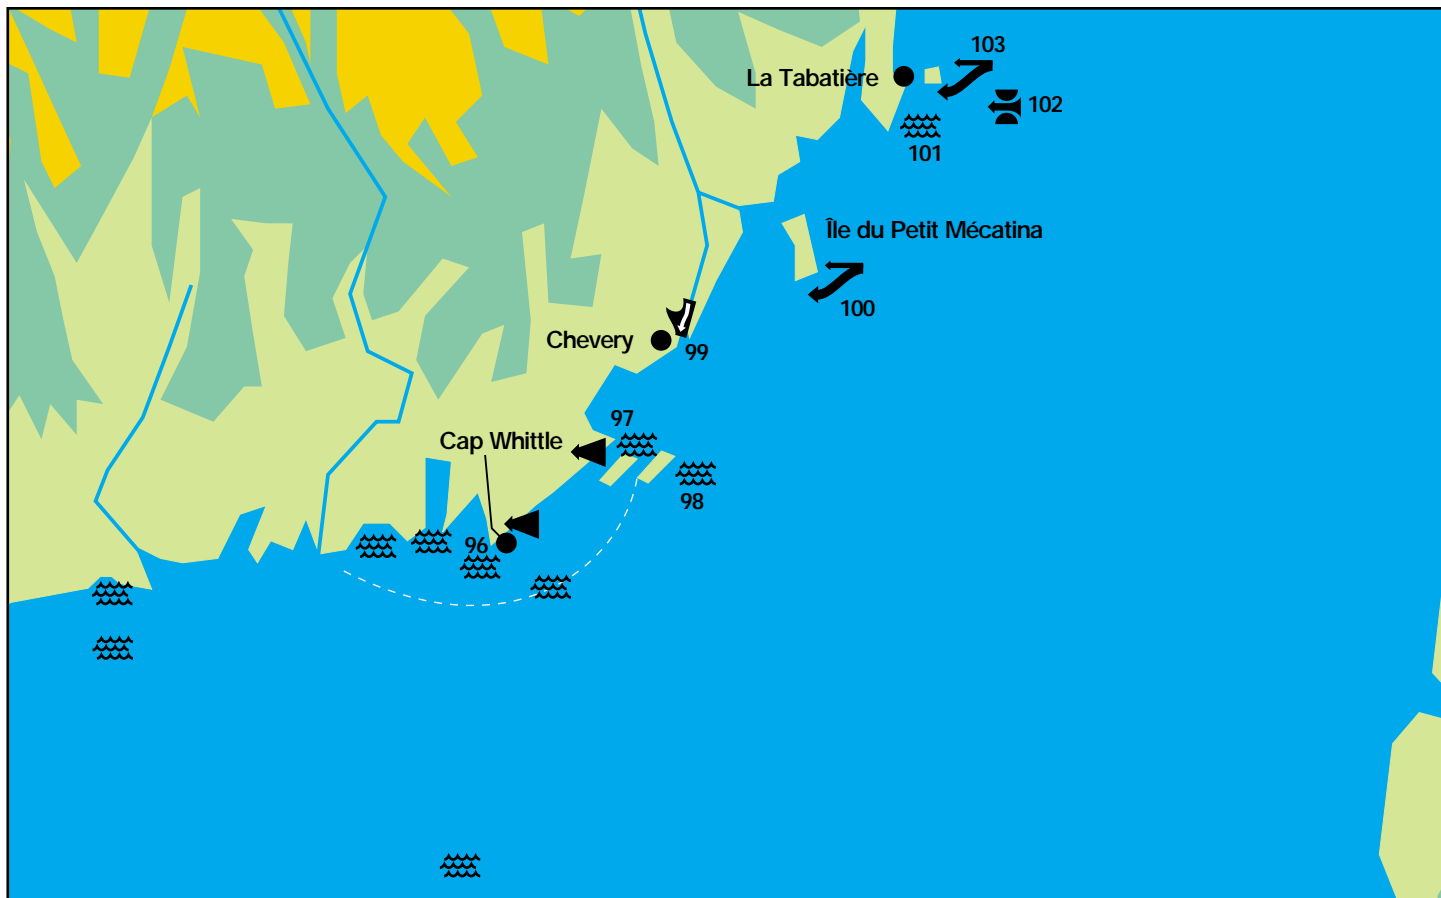 103
La Tabatière
102
101
Île du Petit Mécatina
100
Chevery
99
97
Cap Whittle
98
96